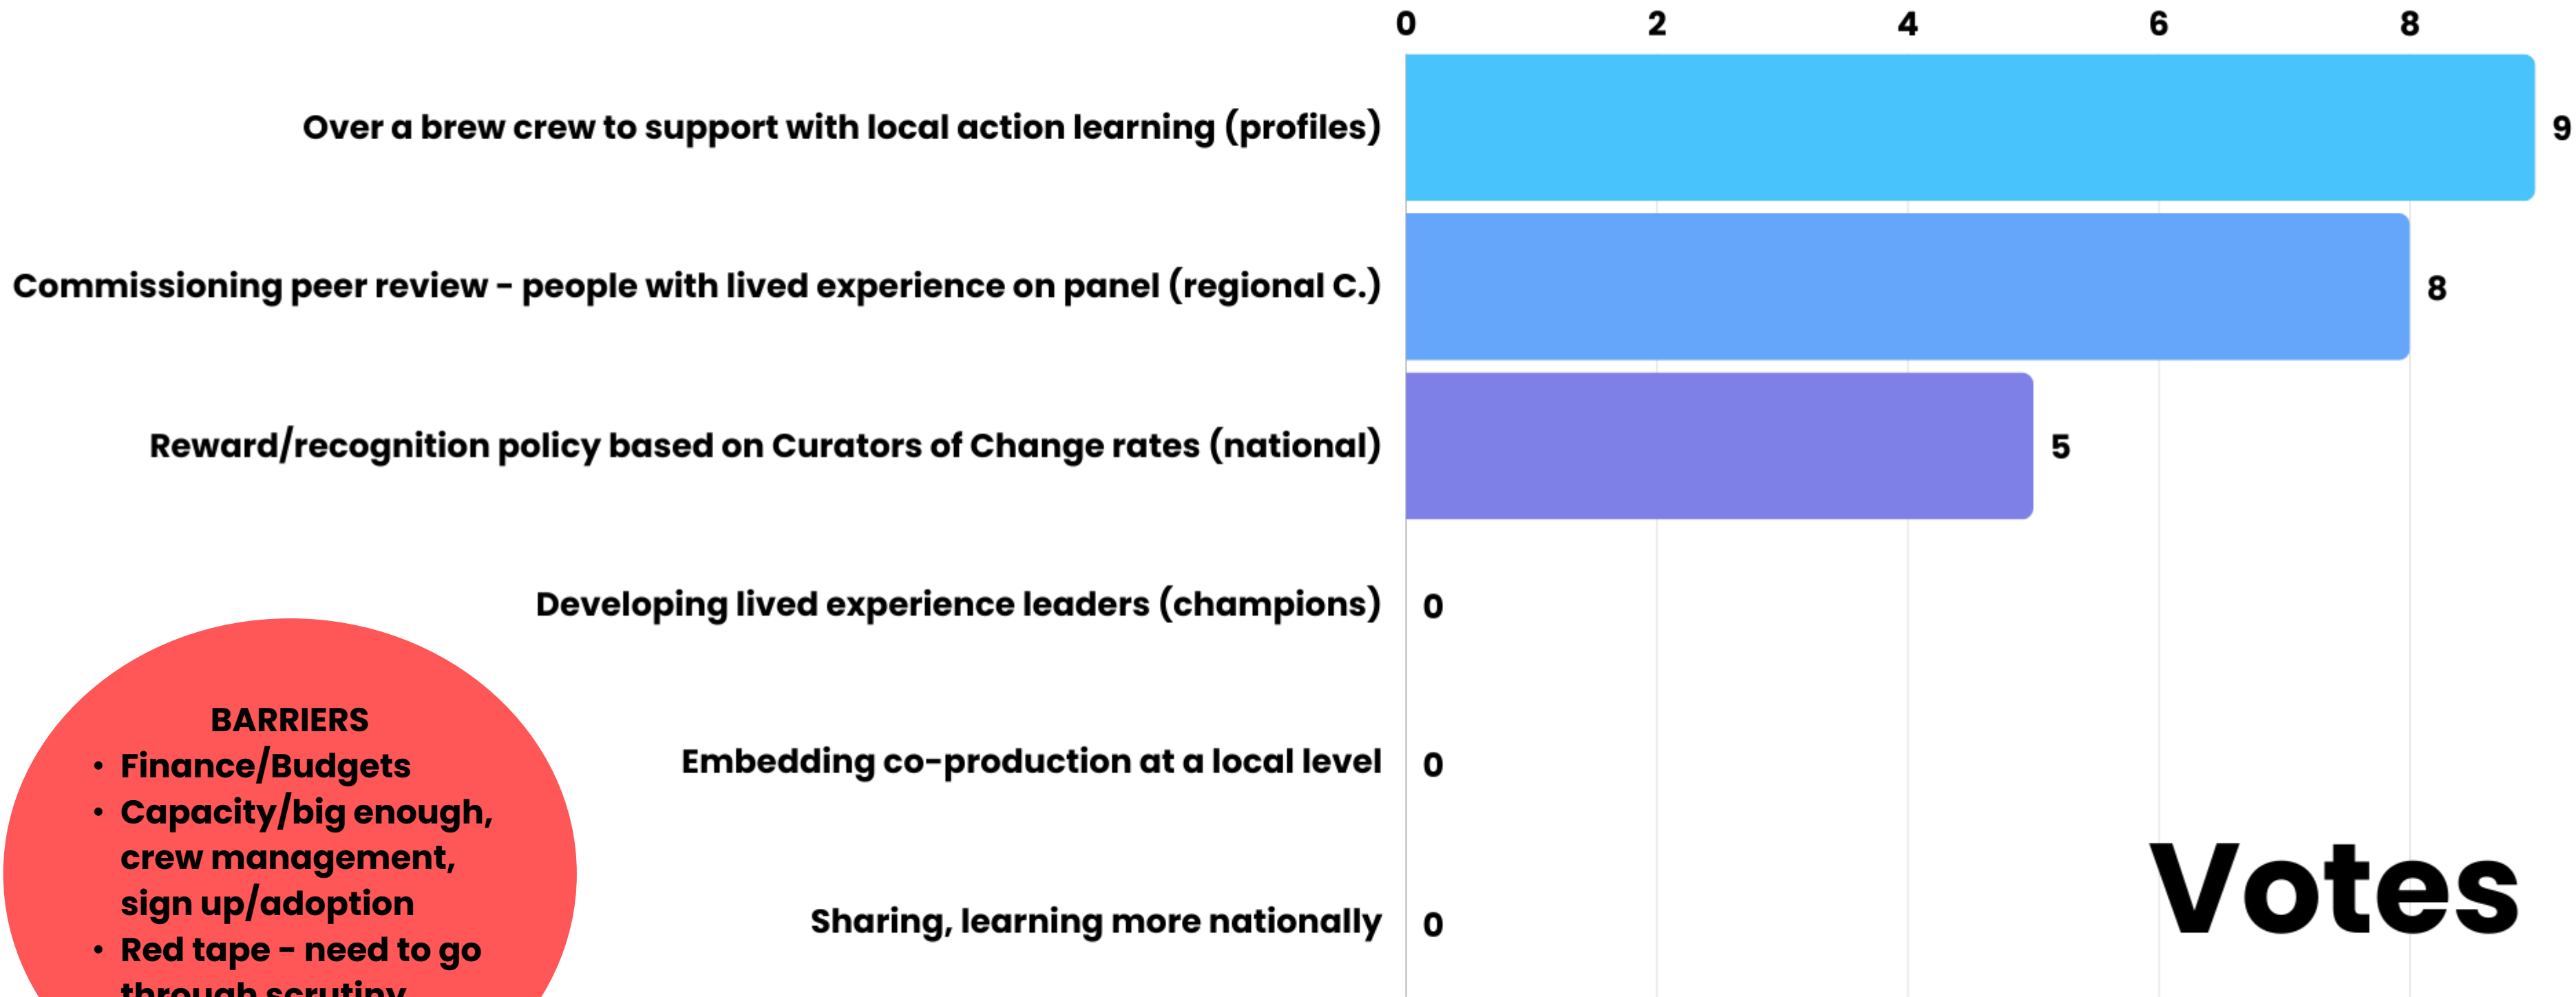 0 2 4 6 8
Over a brew crew to support with local action learning (profiles) 9
Commissioning peer review - people with lived experience on panel (regional C.) 8
Reward/recognition policy based on Curators of Change rates (national) 5
Developing lived experience leaders (champions) 0
Embedding co-production at a local level 0
Sharing, learning more nationally 0
Votes
BARRIERS
• Finance/Budgets
• Capacity/big enough,
crew management,
sign up/adoption
• Red tape - need to go
through scrutiny